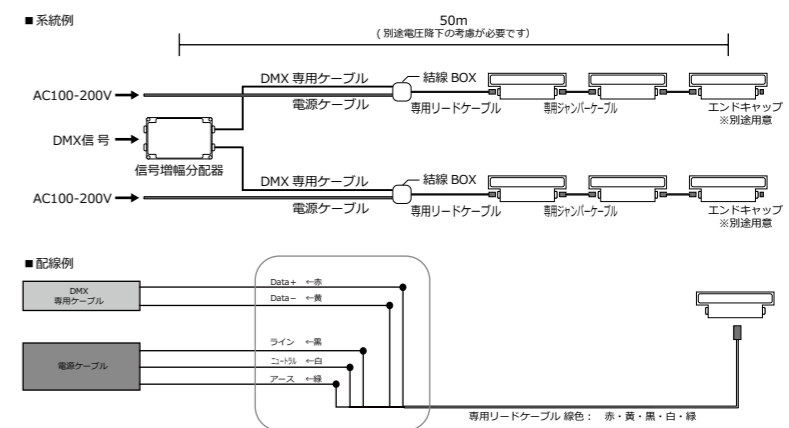 ■系統例
50m
(別途電圧降下の考慮が必要です)
DMX 専用ケーブル
結線 BOX
AC100-200V
電源ケーブル
専用リードケーブル
専用ジャンパーケーブル
エンドキャップ
※別途用意
DMX信号
信号増幅分配器
DMX 専用ケーブル
結線 BOX
AC100-200V
電源ケーブル
専用リードケーブル
専用ジャンパーケーブル
エンドキャップ
※別途用意
■配線例
DMX
専用ケーブル
Data+ ←赤
Data− ←黄
電源ケーブル
ライン ←黒
ニュートラル ←白
アース ←緑
専用リードケーブル 線色： 赤・黄・黒・白・緑